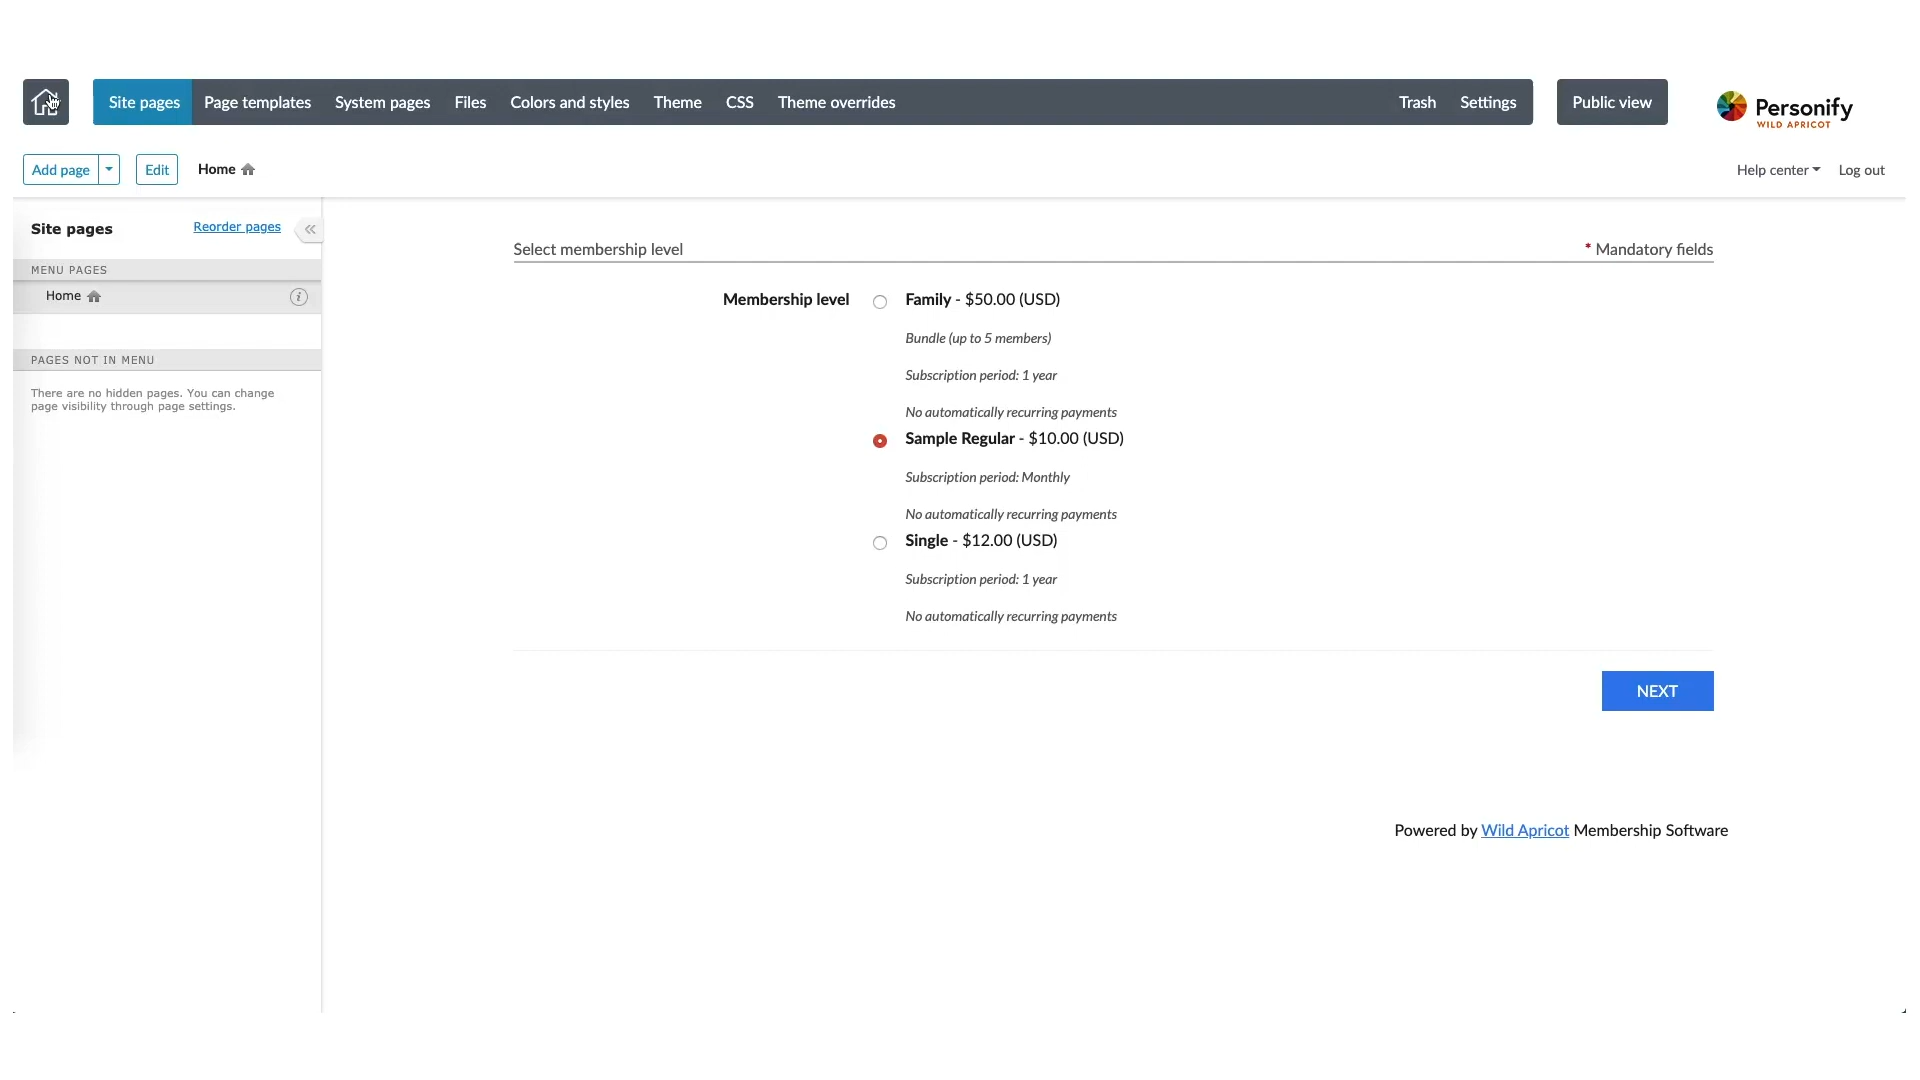 Site pages Page templates System pages Files Colors and styles Theme CSS Theme overrides Trash Settings Public view
Personify
WILD APRICOT
Add page Edit Home Help center Log out
Site pages Reorder pages «
MENU PAGES
Home i
PAGES NOT IN MENU
There are no hidden pages. You can change
page visibility through page settings.
Select membership level * Mandatory fields
Membership level Family - $50.00 (USD)
Bundle (up to 5 members)
Subscription period: 1 year
No automatically recurring payments
Sample Regular - $10.00 (USD)
Subscription period: Monthly
No automatically recurring payments
Single - $12.00 (USD)
Subscription period: 1 year
No automatically recurring payments
NEXT
Powered by Wild Apricot Membership Software